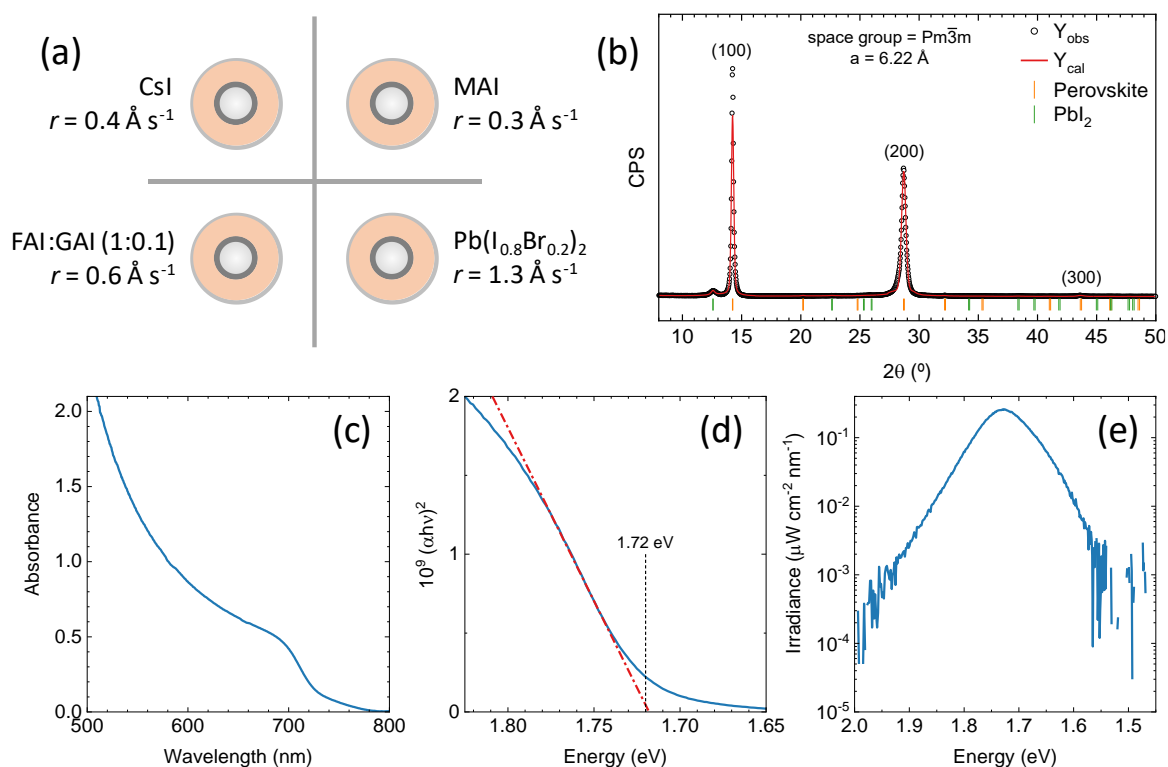 (a)
CsI
r = 0.4 Å s⁻¹
MAI
r = 0.3 Å s⁻¹
FAI:GAI (1:0.1)
r = 0.6 Å s⁻¹
Pb(I₀.₈Br₀.₂)₂
r = 1.3 Å s⁻¹
(b)
space group = Pm3̅m
a = 6.22 Å
(100)
(200)
(300)
Y_obs
Y_cal
Perovskite
PbI₂
CPS
10 15 20 25 30 35 40 45 50
2θ (º)
(c)
Absorbance
2.0
1.5
1.0
0.5
0.0
500 600 700 800
Wavelength (nm)
(d)
10⁹ (αhν)²
2
1
0
1.72 eV
1.80 1.75 1.70 1.65
Energy (eV)
(e)
Irradiance (μW cm⁻² nm⁻¹)
10⁻¹
10⁻²
10⁻³
10⁻⁴
10⁻⁵
2.0 1.9 1.8 1.7 1.6 1.5
Energy (eV)